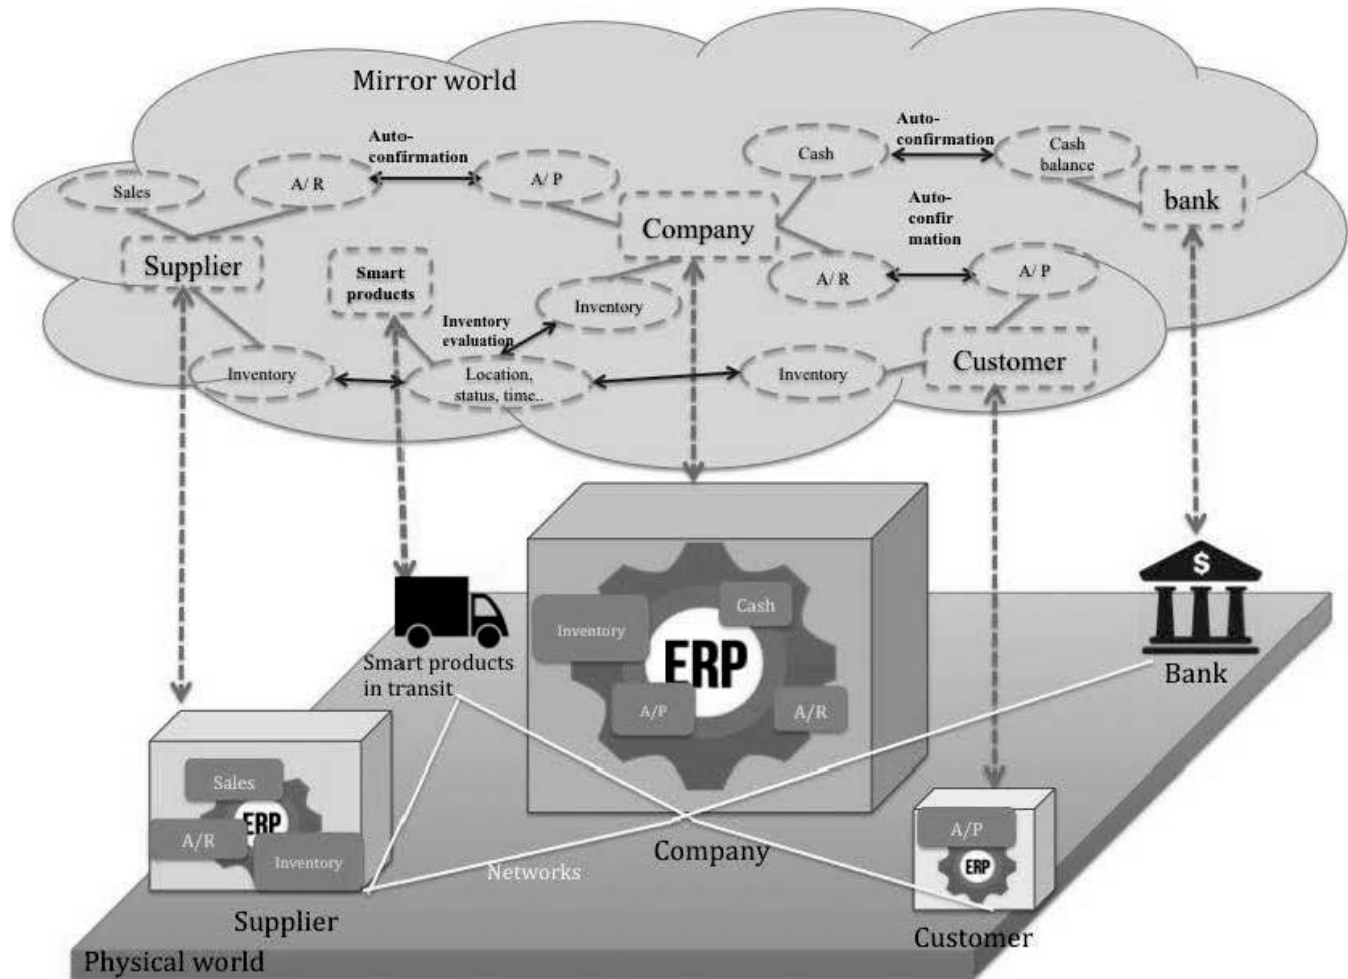 Mirror world
Auto-
confirmation
Auto-
confirmation
Cash
Cash
balance
Sales
A/ R
A/ P
bank
Auto-
confir
mation
Company
Supplier
Smart
products
A/ R
A/ P
Inventory
Inventory
evaluation
Customer
Inventory
Location,
status, time..
Inventory
$
Cash
Inventory
ERP
Smart products
in transit
Bank
A/P
A/R
Sales
ERP
A/R
Inventory
A/P
ERP
Company
Networks
Supplier
Customer
Physical world